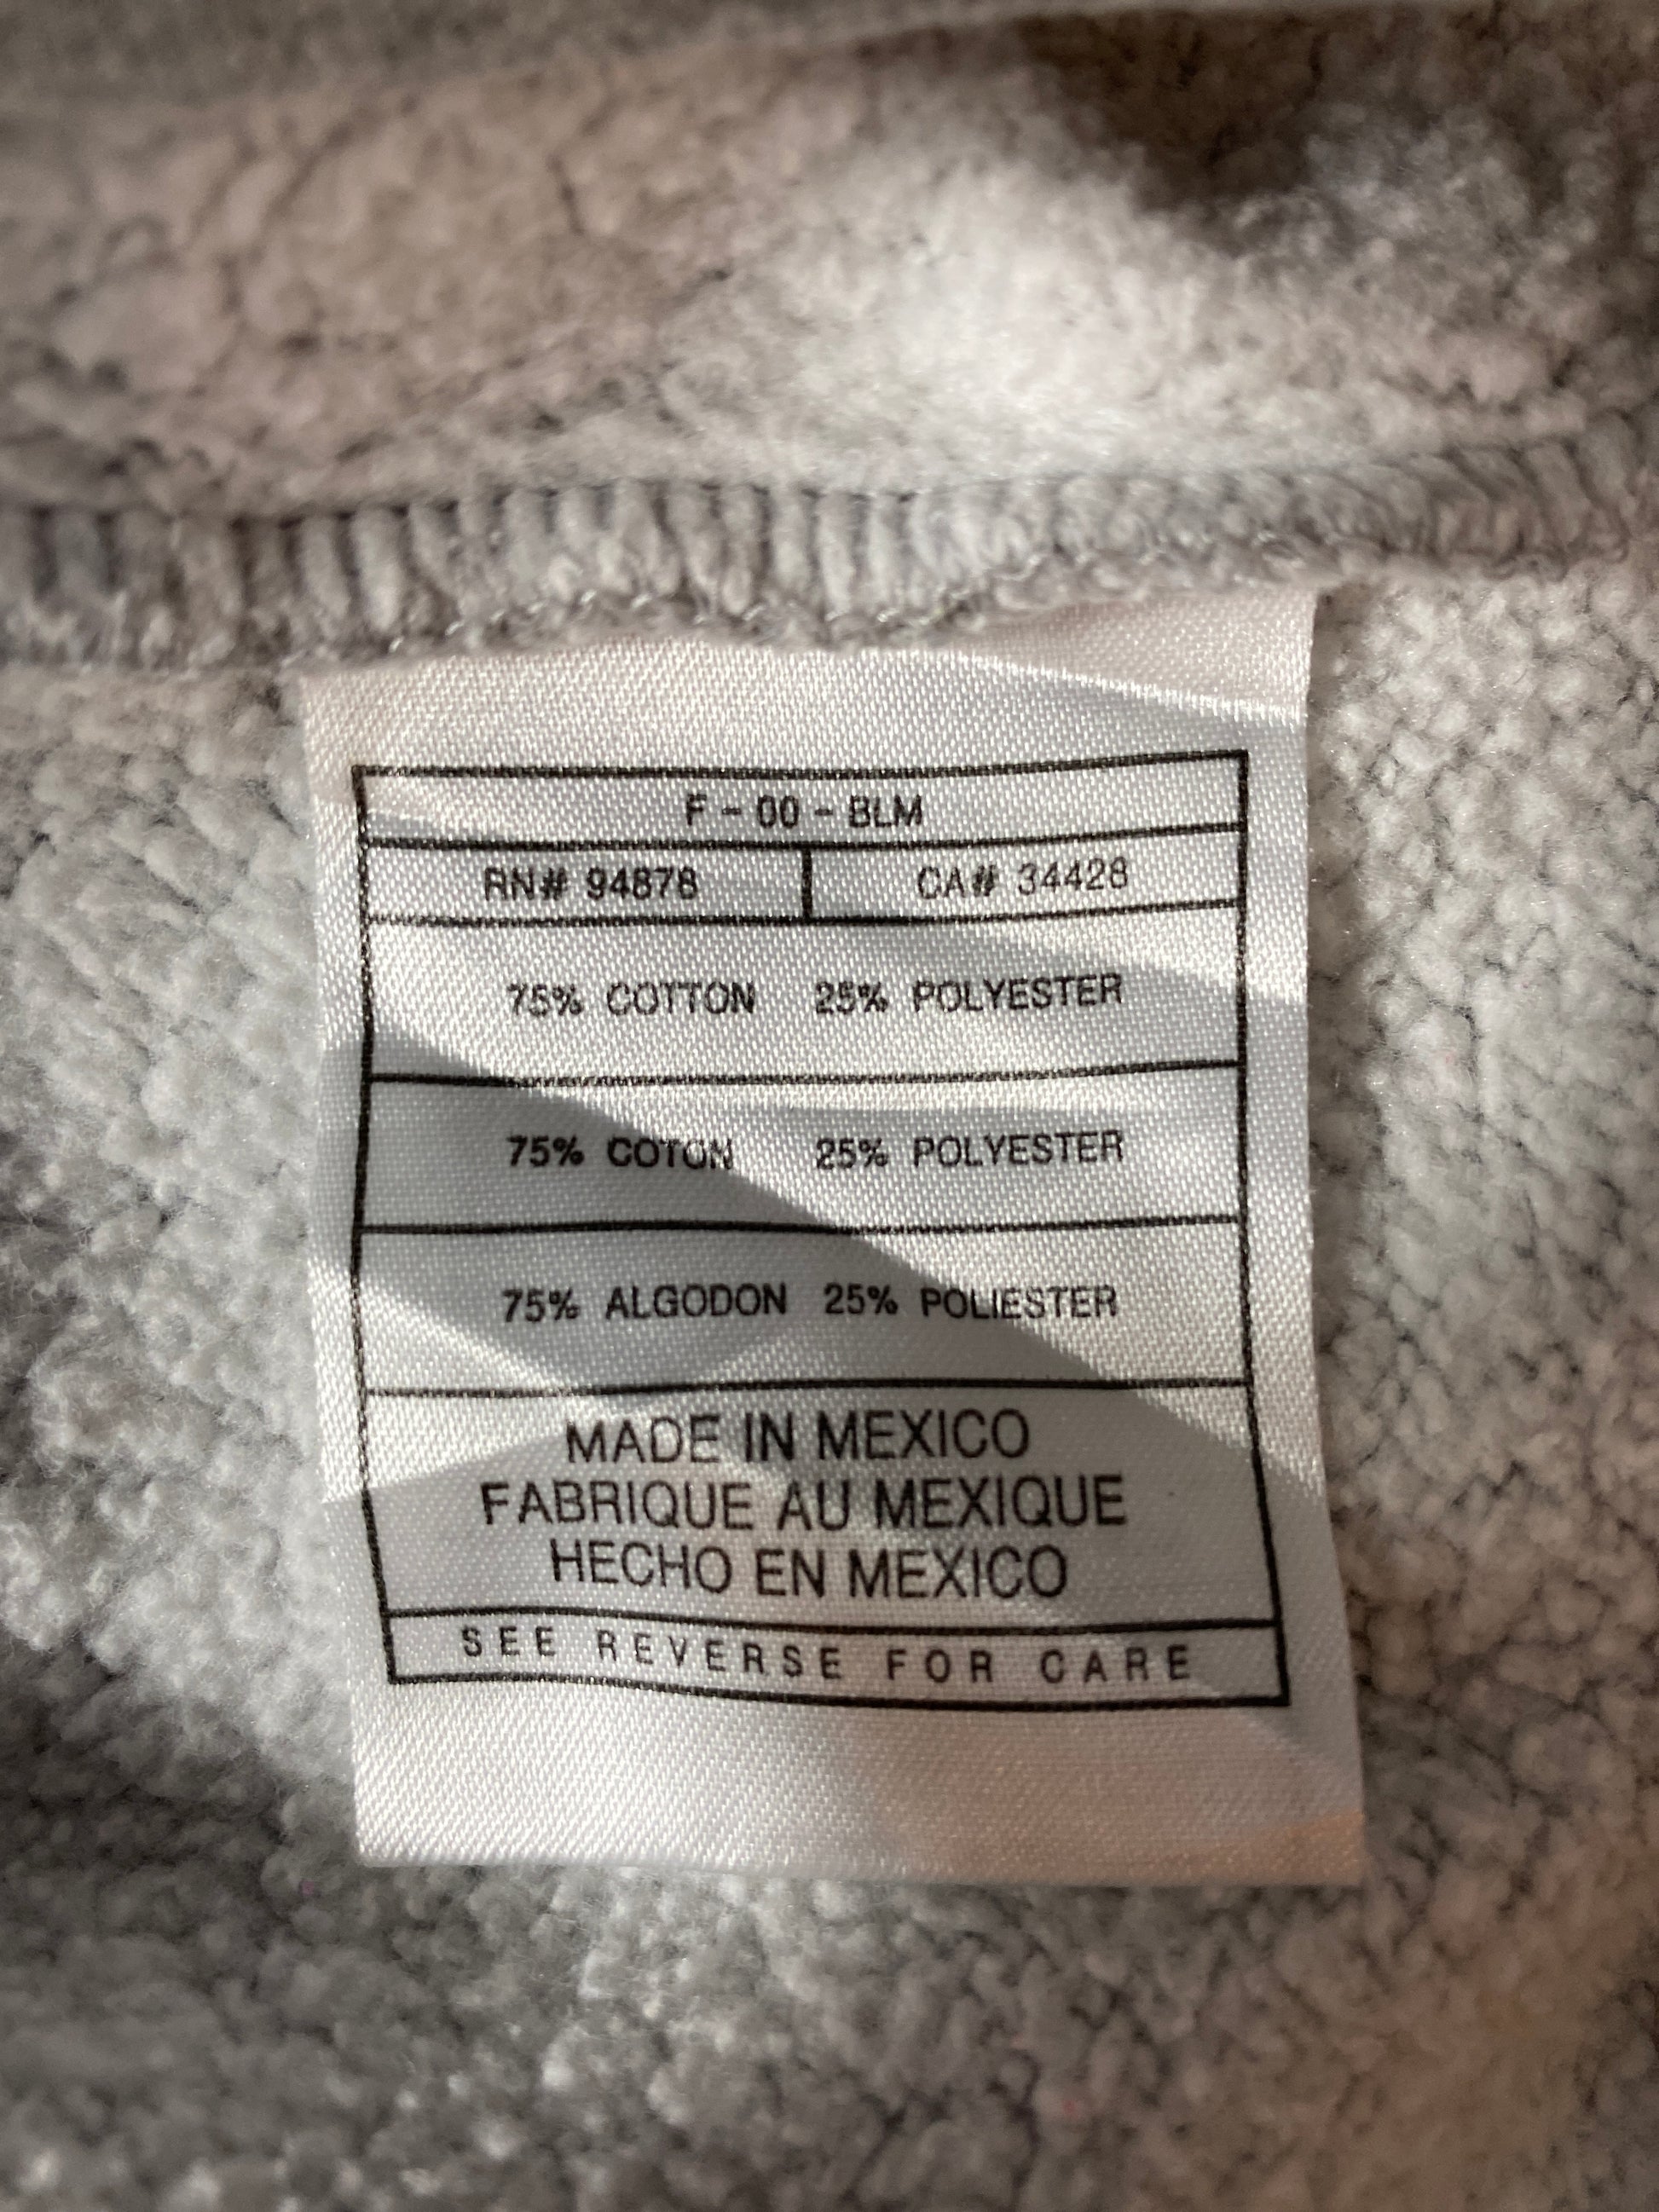 F - 00 - BLM
RN# 94878 CA# 34428
75% COTTON 25% POLYESTER
75% COTON 25% POLYESTER
75% ALGODON 25% POLIESTER
MADE IN MEXICO
FABRIQUE AU MEXIQUE
HECHO EN MEXICO
SEE REVERSE FOR CARE